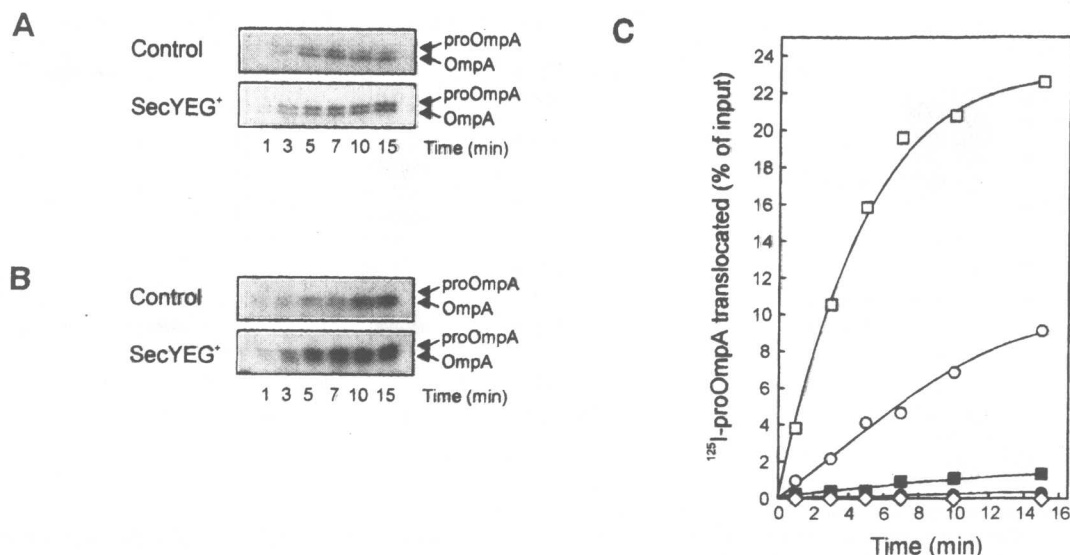 A
Control
proOmpA
OmpA
SecYEG⁺
proOmpA
OmpA
1 3 5 7 10 15 Time (min)
B
Control
proOmpA
OmpA
SecYEG⁺
proOmpA
OmpA
1 3 5 7 10 15 Time (min)
C
¹²⁵I-proOmpA translocated (% of input)
24
22
20
18
16
14
12
10
8
6
4
2
0
0 2 4 6 8 10 12 14 16
Time (min)